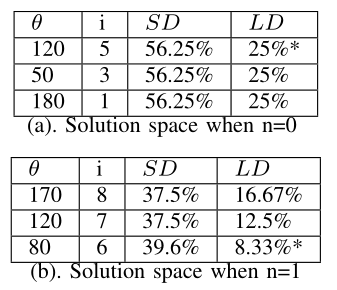 θ i SD LD
120 5 56.25% 25%*
50 3 56.25% 25%
180 1 56.25% 25%
(a). Solution space when n=0
θ i SD LD
170 8 37.5% 16.67%
120 7 37.5% 12.5%
80 6 39.6% 8.33%*
(b). Solution space when n=1